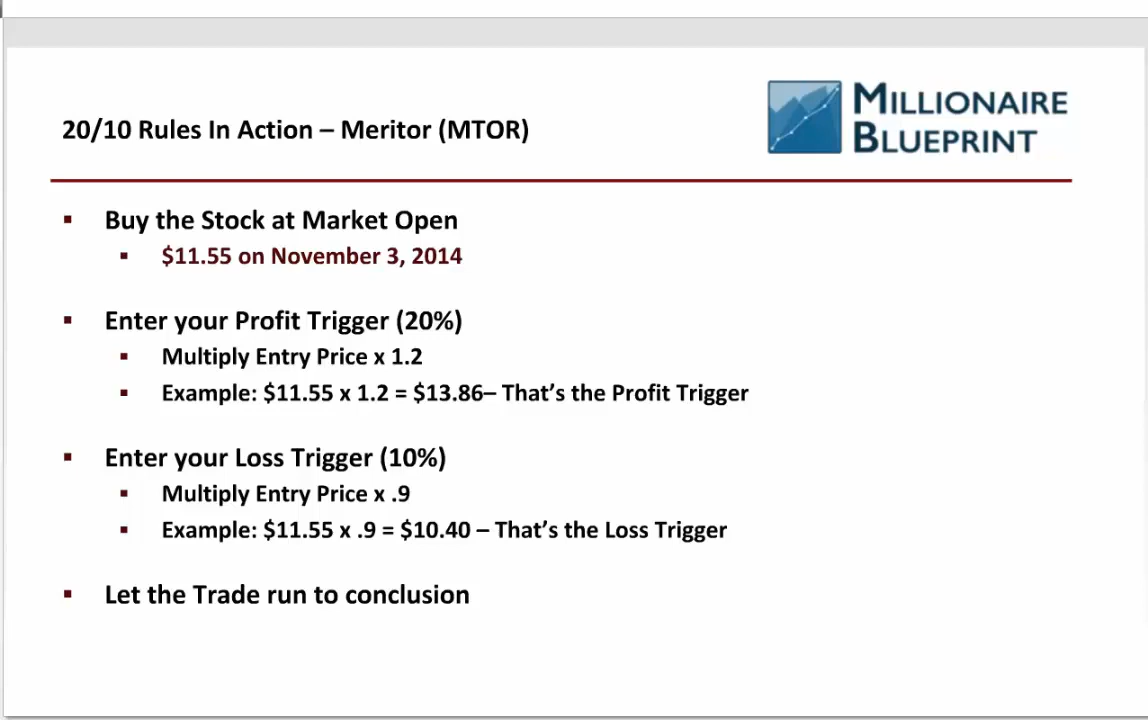 20/10 Rules In Action – Meritor (MTOR)
MILLIONAIRE
BLUEPRINT
▪ Buy the Stock at Market Open
▪ $11.55 on November 3, 2014
▪ Enter your Profit Trigger (20%)
▪ Multiply Entry Price x 1.2
▪ Example: $11.55 x 1.2 = $13.86– That's the Profit Trigger
▪ Enter your Loss Trigger (10%)
▪ Multiply Entry Price x .9
▪ Example: $11.55 x .9 = $10.40 – That's the Loss Trigger
▪ Let the Trade run to conclusion